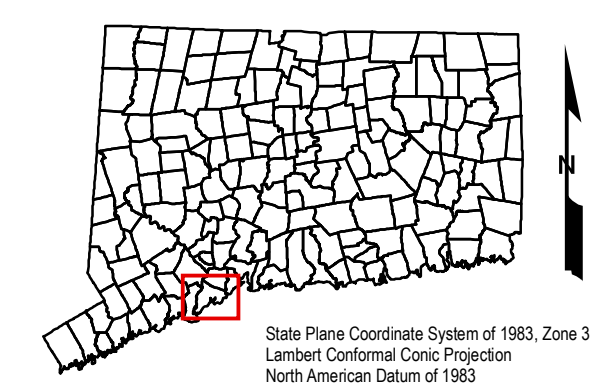 N
State Plane Coordinate System of 1983, Zone 3
Lambert Conformal Conic Projection
North American Datum of 1983